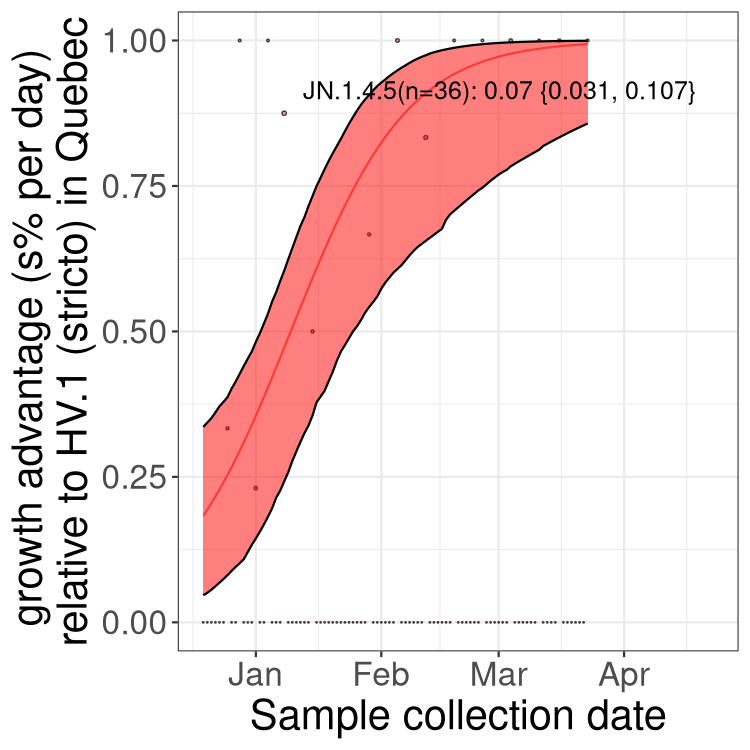 growth advantage (s% per day)
relative to HV.1 (stricto) in Quebec
1.00
0.75
0.50
0.25
0.00
JN.1.4.5(n=36): 0.07 {0.031, 0.107}
Jan Feb Mar Apr
Sample collection date